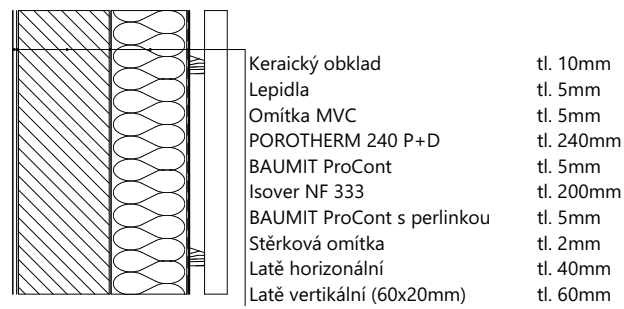 Keraický obklad tl. 10mm
Lepidla tl. 5mm
Omítka MVC tl. 5mm
POROTHERM 240 P+D tl. 240mm
BAUMIT ProCont tl. 5mm
Isover NF 333 tl. 200mm
BAUMIT ProCont s perlinkou tl. 5mm
Stěrková omítka tl. 2mm
Latě horizonální tl. 40mm
Latě vertikální (60x20mm) tl. 60mm